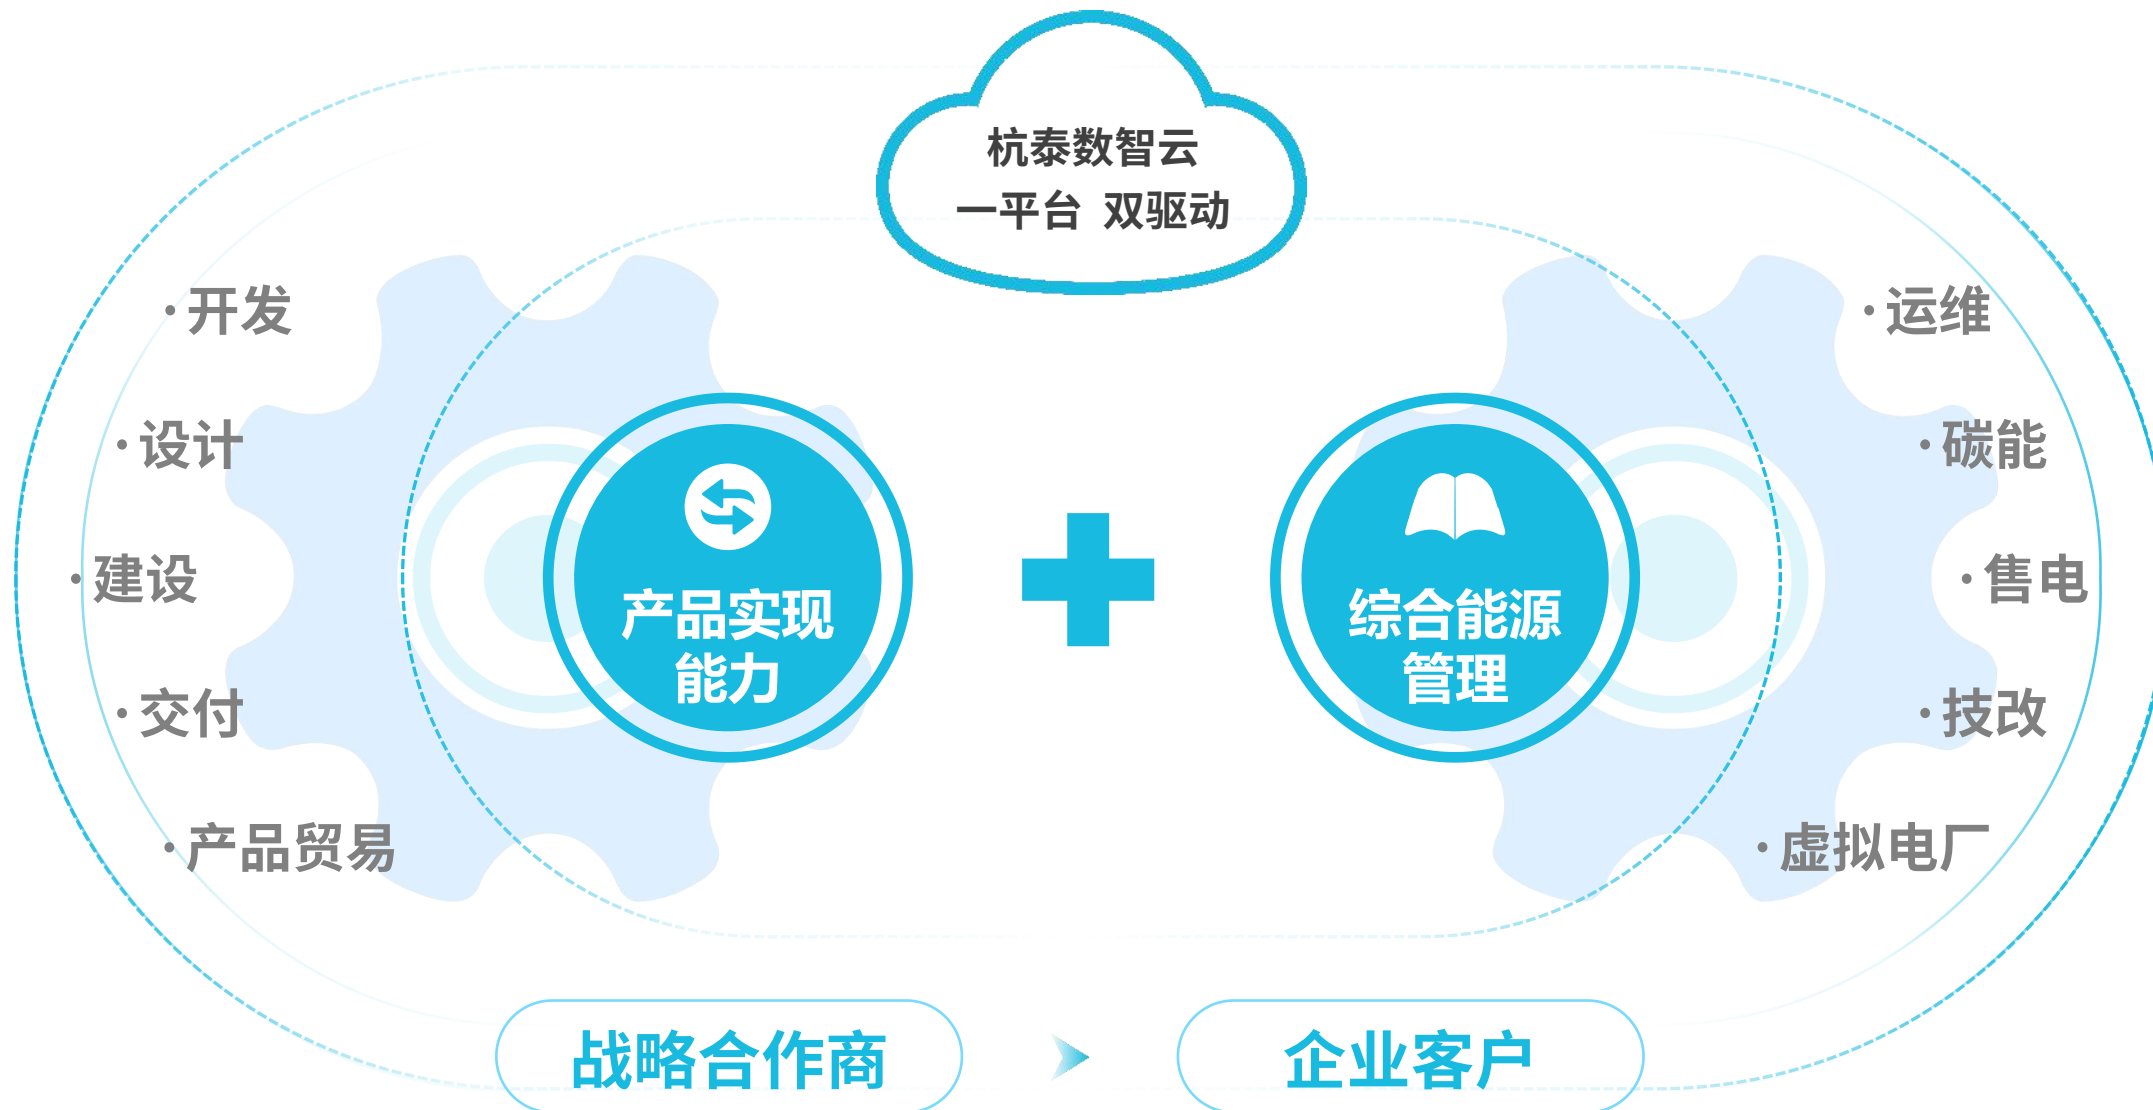 杭泰数智云
一平台 双驱动
· 开发
· 设计
· 建设
· 交付
· 产品贸易
产品实现
能力
综合能源
管理
· 运维
· 碳能
· 售电
· 技改
· 虚拟电厂
战略合作商
企业客户